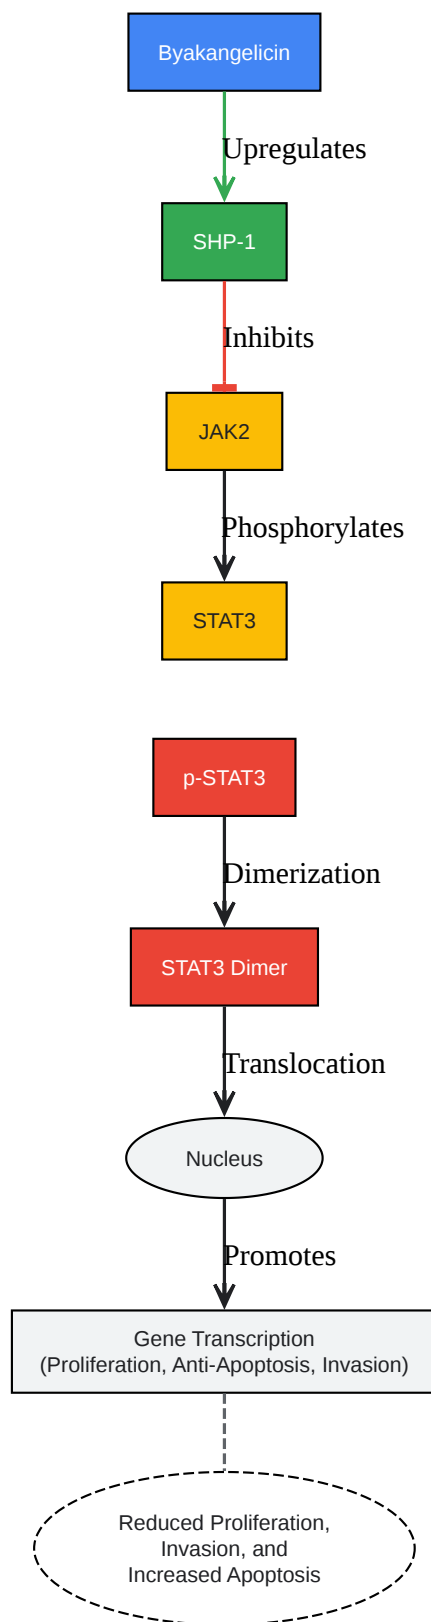 Byakangelicin
Upregulates
SHP-1
Inhibits
JAK2
Phosphorylates
STAT3
p-STAT3
Dimerization
STAT3 Dimer
Translocation
Nucleus
Promotes
Gene Transcription
(Proliferation, Anti-Apoptosis, Invasion)
Reduced Proliferation,
Invasion, and
Increased Apoptosis